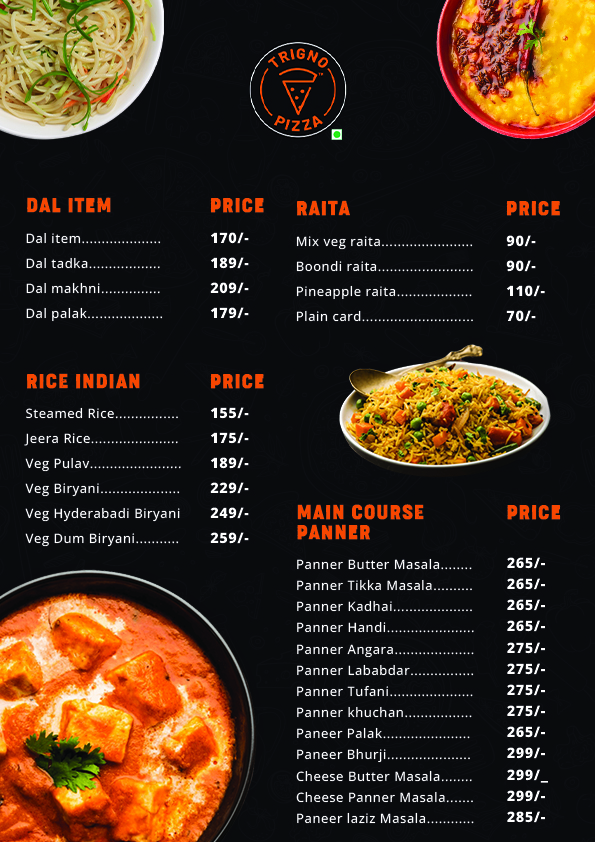 TRIGNO
PIZZA
DAL ITEM PRICE
Dal item................... 170/-
Dal tadka................. 189/-
Dal makhni.............. 209/-
Dal palak.................. 179/-
RAITA PRICE
Mix veg raita...................... 90/-
Boondi raita....................... 90/-
Pineapple raita.................. 110/-
Plain card........................... 70/-
RICE INDIAN PRICE
Steamed Rice............... 155/-
Jeera Rice..................... 175/-
Veg Pulav...................... 189/-
Veg Biryani................... 229/-
Veg Hyderabadi Biryani 249/-
Veg Dum Biryani........... 259/-
MAIN COURSE PRICE
PANNER
Panner Butter Masala........ 265/-
Panner Tikka Masala.......... 265/-
Panner Kadhai................... 265/-
Panner Handi..................... 265/-
Panner Angara................... 275/-
Panner Lababdar............... 275/-
Panner Tufani.................... 275/-
Panner khuchan................ 275/-
Paneer Palak..................... 265/-
Paneer Bhurji.................... 299/-
Cheese Butter Masala........ 299/_
Cheese Panner Masala....... 299/-
Paneer laziz Masala............ 285/-